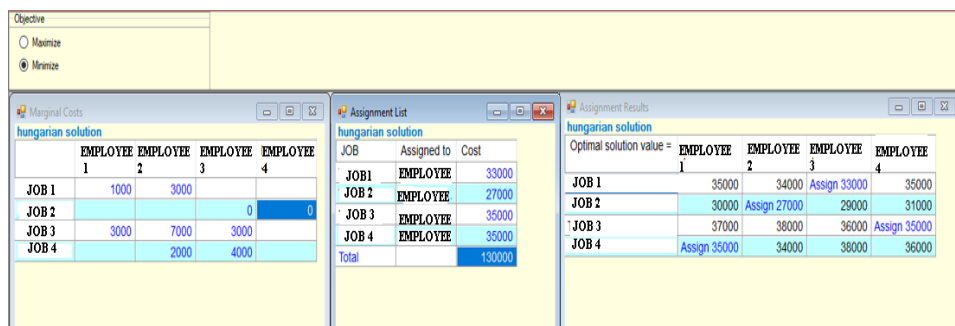 Objective
Maximize
Minimize
Marginal Costs
hungarian solution
EMPLOYEE 1 EMPLOYEE 2 EMPLOYEE 3 EMPLOYEE 4
JOB 1 1000 3000
JOB 2 0 0
JOB 3 3000 7000 3000
JOB 4 2000 4000
Assignment List
hungarian solution
JOB Assigned to Cost
JOB1 EMPLOYEE 33000
JOB 2 EMPLOYEE 27000
JOB 3 EMPLOYEE 35000
JOB 4 EMPLOYEE 35000
Total 130000
Assignment Results
hungarian solution
Optimal solution value = EMPLOYEE 1 EMPLOYEE 2 EMPLOYEE 3 EMPLOYEE 4
JOB 1 35000 34000 Assign 33000 35000
JOB 2 30000 Assign 27000 29000 31000
JOB 3 37000 38000 36000 Assign 35000
JOB 4 Assign 35000 34000 38000 36000